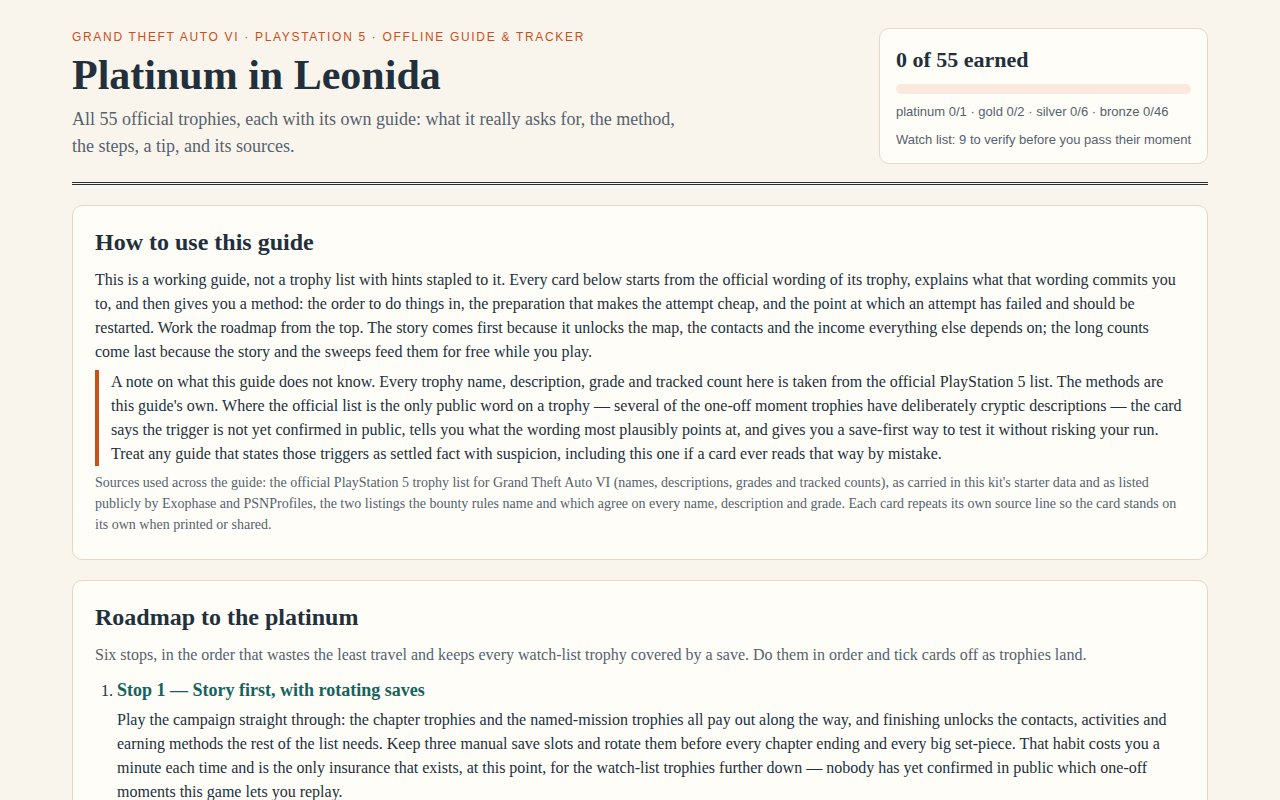 GRAND THEFT AUTO VI · PLAYSTATION 5 · OFFLINE GUIDE & TRACKER
Platinum in Leonida
All 55 official trophies, each with its own guide: what it really asks for, the method,
the steps, a tip, and its sources.
0 of 55 earned
platinum 0/1 · gold 0/2 · silver 0/6 · bronze 0/46
Watch list: 9 to verify before you pass their moment
How to use this guide
This is a working guide, not a trophy list with hints stapled to it. Every card below starts from the official wording of its trophy, explains what that wording commits you
to, and then gives you a method: the order to do things in, the preparation that makes the attempt cheap, and the point at which an attempt has failed and should be
restarted. Work the roadmap from the top. The story comes first because it unlocks the map, the contacts and the income everything else depends on; the long counts
come last because the story and the sweeps feed them for free while you play.
A note on what this guide does not know. Every trophy name, description, grade and tracked count here is taken from the official PlayStation 5 list. The methods are
this guide's own. Where the official list is the only public word on a trophy — several of the one-off moment trophies have deliberately cryptic descriptions — the card
says the trigger is not yet confirmed in public, tells you what the wording most plausibly points at, and gives you a save-first way to test it without risking your run.
Treat any guide that states those triggers as settled fact with suspicion, including this one if a card ever reads that way by mistake.
Sources used across the guide: the official PlayStation 5 trophy list for Grand Theft Auto VI (names, descriptions, grades and tracked counts), as carried in this kit's starter data and as listed
publicly by Exophase and PSNProfiles, the two listings the bounty rules name and which agree on every name, description and grade. Each card repeats its own source line so the card stands on
its own when printed or shared.
Roadmap to the platinum
Six stops, in the order that wastes the least travel and keeps every watch-list trophy covered by a save. Do them in order and tick cards off as trophies land.
1. Stop 1 — Story first, with rotating saves
Play the campaign straight through: the chapter trophies and the named-mission trophies all pay out along the way, and finishing unlocks the contacts, activities and
earning methods the rest of the list needs. Keep three manual save slots and rotate them before every chapter ending and every big set-piece. That habit costs you a
minute each time and is the only insurance that exists, at this point, for the watch-list trophies further down — nobody has yet confirmed in public which one-off
moments this game lets you replay.